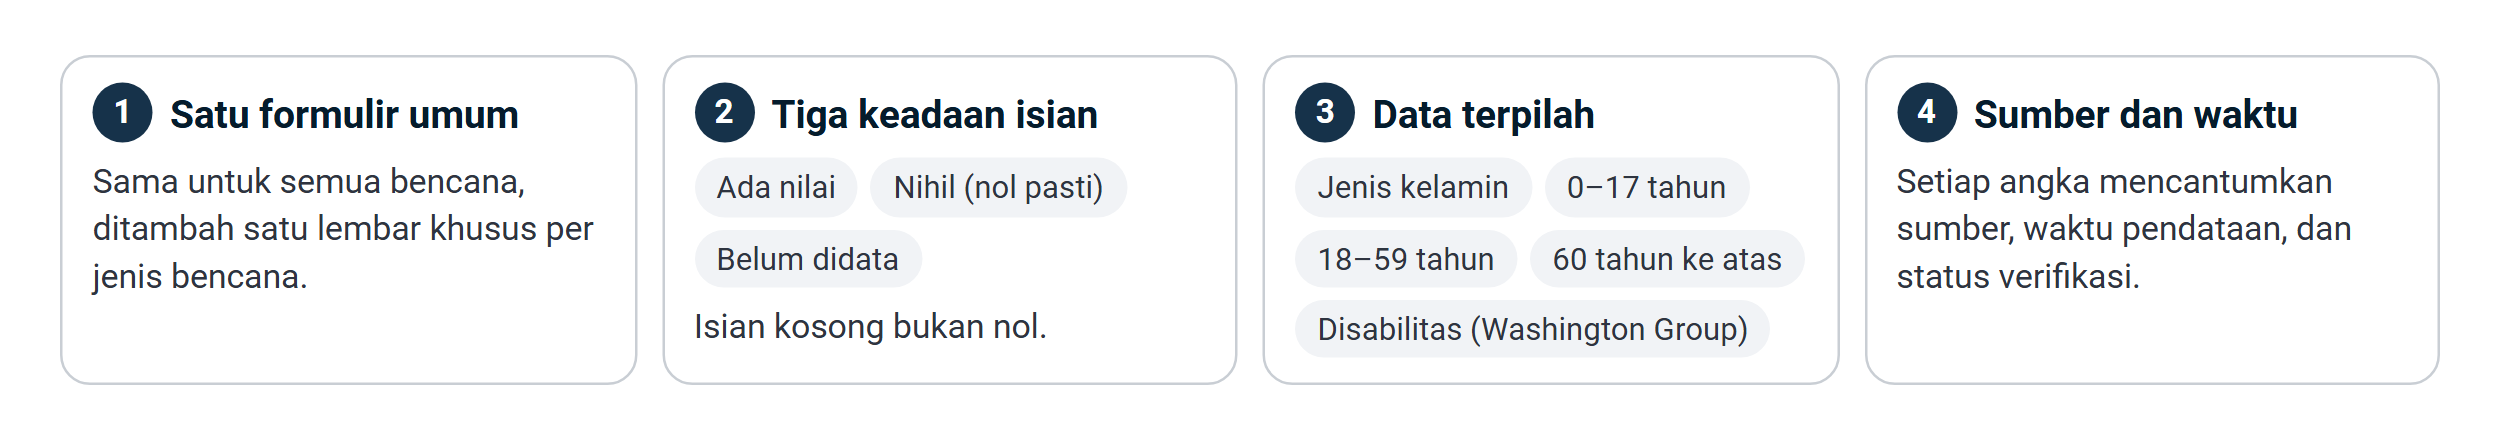 1 Satu formulir umum
Sama untuk semua bencana,
ditambah satu lembar khusus per
jenis bencana.
2 Tiga keadaan isian
Ada nilai
Nihil (nol pasti)
Belum didata
Isian kosong bukan nol.
3 Data terpilah
Jenis kelamin
0–17 tahun
18–59 tahun
60 tahun ke atas
Disabilitas (Washington Group)
4 Sumber dan waktu
Setiap angka mencantumkan
sumber, waktu pendataan, dan
status verifikasi.